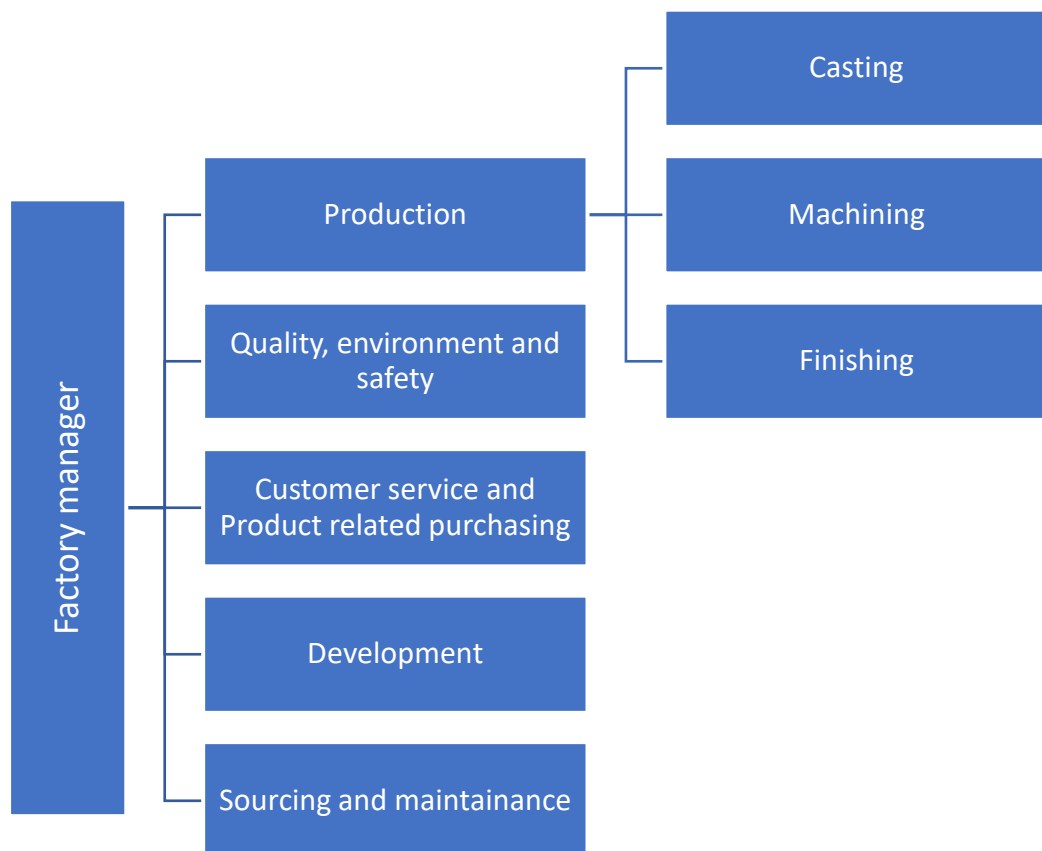 Factory manager
Production
Quality, environment and
safety
Customer service and
Product related purchasing
Development
Sourcing and maintainance
Casting
Machining
Finishing